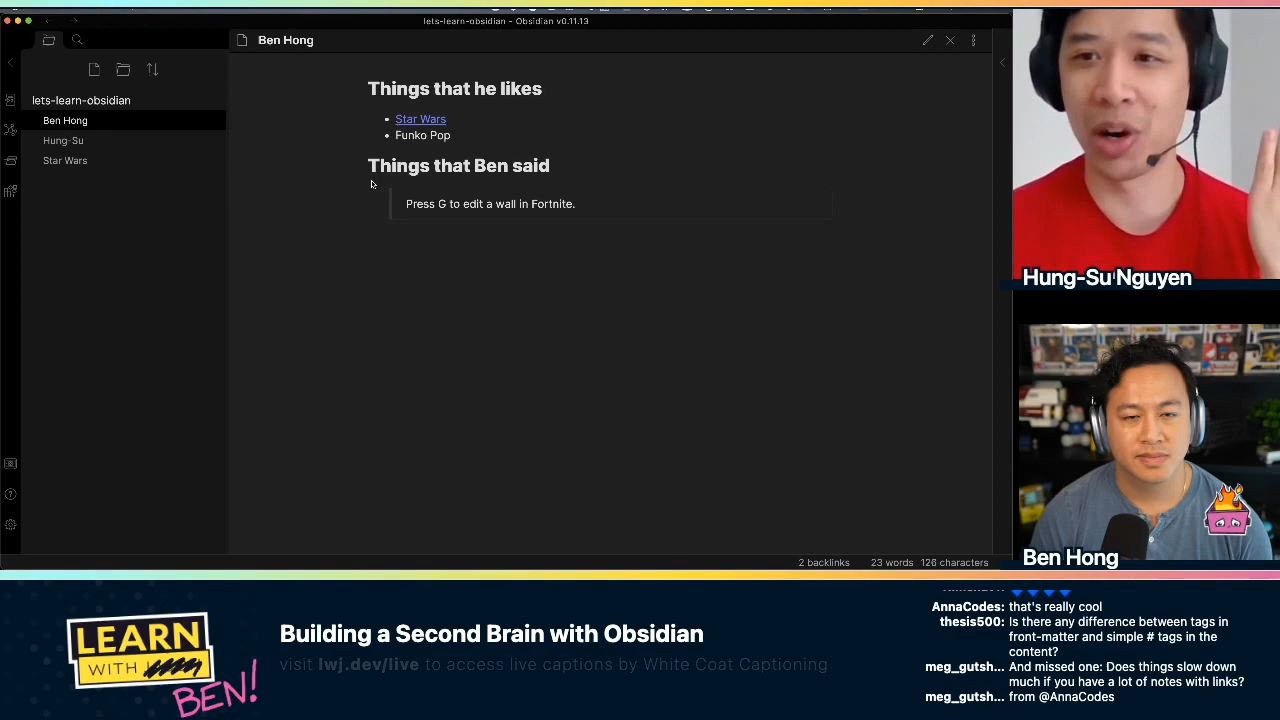 lets-learn-obsidian - Obsidian v0.11.13
Ben Hong
lets-learn-obsidian
Ben Hong
Hung-Su
Star Wars
Things that he likes
• Star Wars
• Funko Pop
Things that Ben said
Press G to edit a wall in Fortnite.
2 backlinks 23 words 126 characters
Hung-Su Nguyen
Ben Hong
LEARN
WITH
BEN!
Building a Second Brain with Obsidian
visit lwj.dev/live to access live captions by White Coat Captioning
AnnaCodes: that's really cool
thesis500: Is there any difference between tags in
front-matter and simple # tags in the
content?
meg_gutsh... And missed one: Does things slow down
much if you have a lot of notes with links?
meg_gutsh... from @AnnaCodes